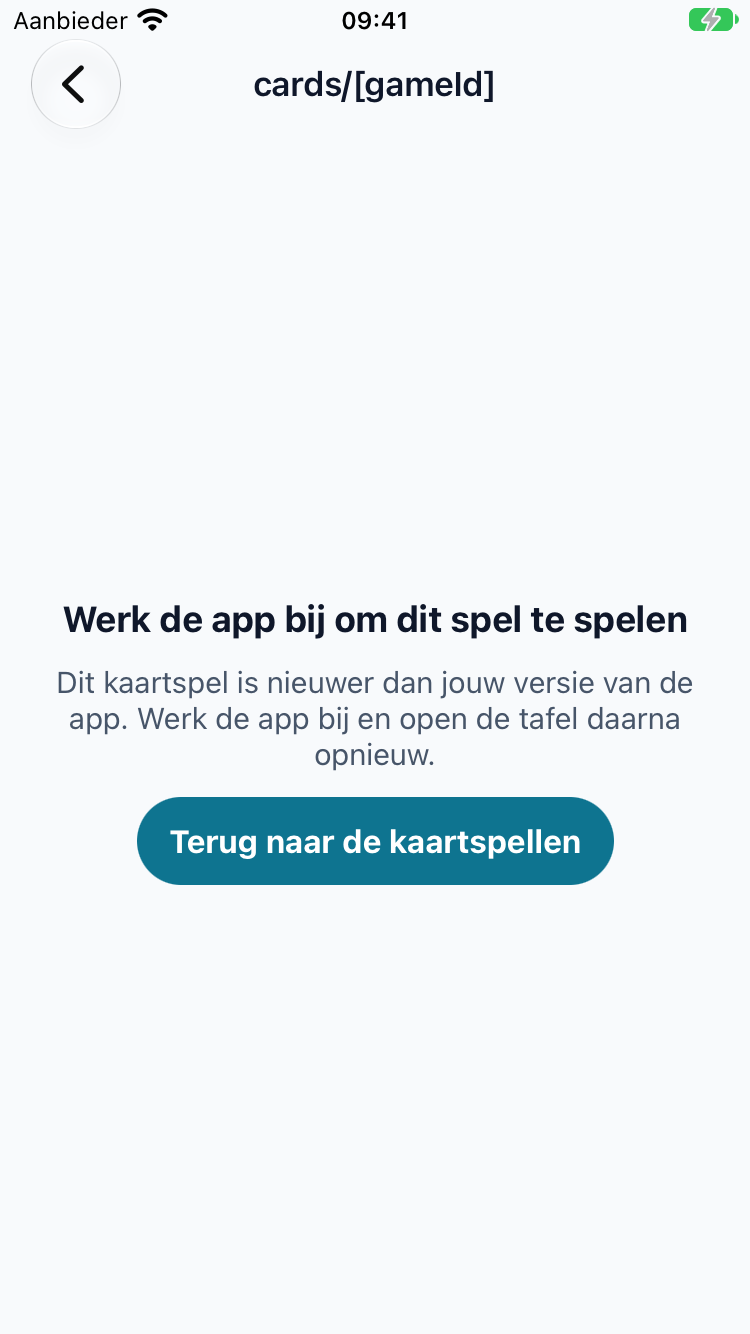 Aanbieder 09:41
cards/[gameId]
Werk de app bij om dit spel te spelen
Dit kaartspel is nieuwer dan jouw versie van de
app. Werk de app bij en open de tafel daarna
opnieuw.
Terug naar de kaartspellen